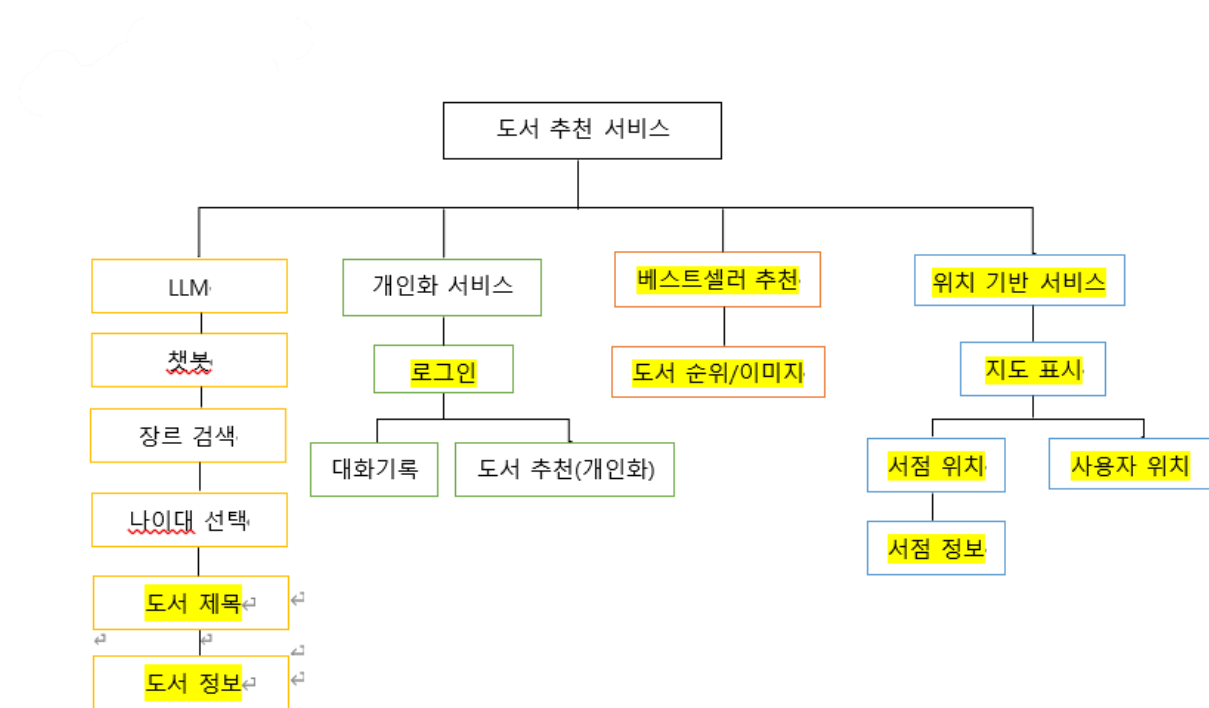 도서 추천 서비스
LLM
챗봇
장르 검색
나이대 선택
도서 제목
도서 정보
개인화 서비스
로그인
대화기록
도서 추천(개인화)
베스트셀러 추천
도서 순위/이미지
위치 기반 서비스
지도 표시
서점 위치
사용자 위치
서점 정보